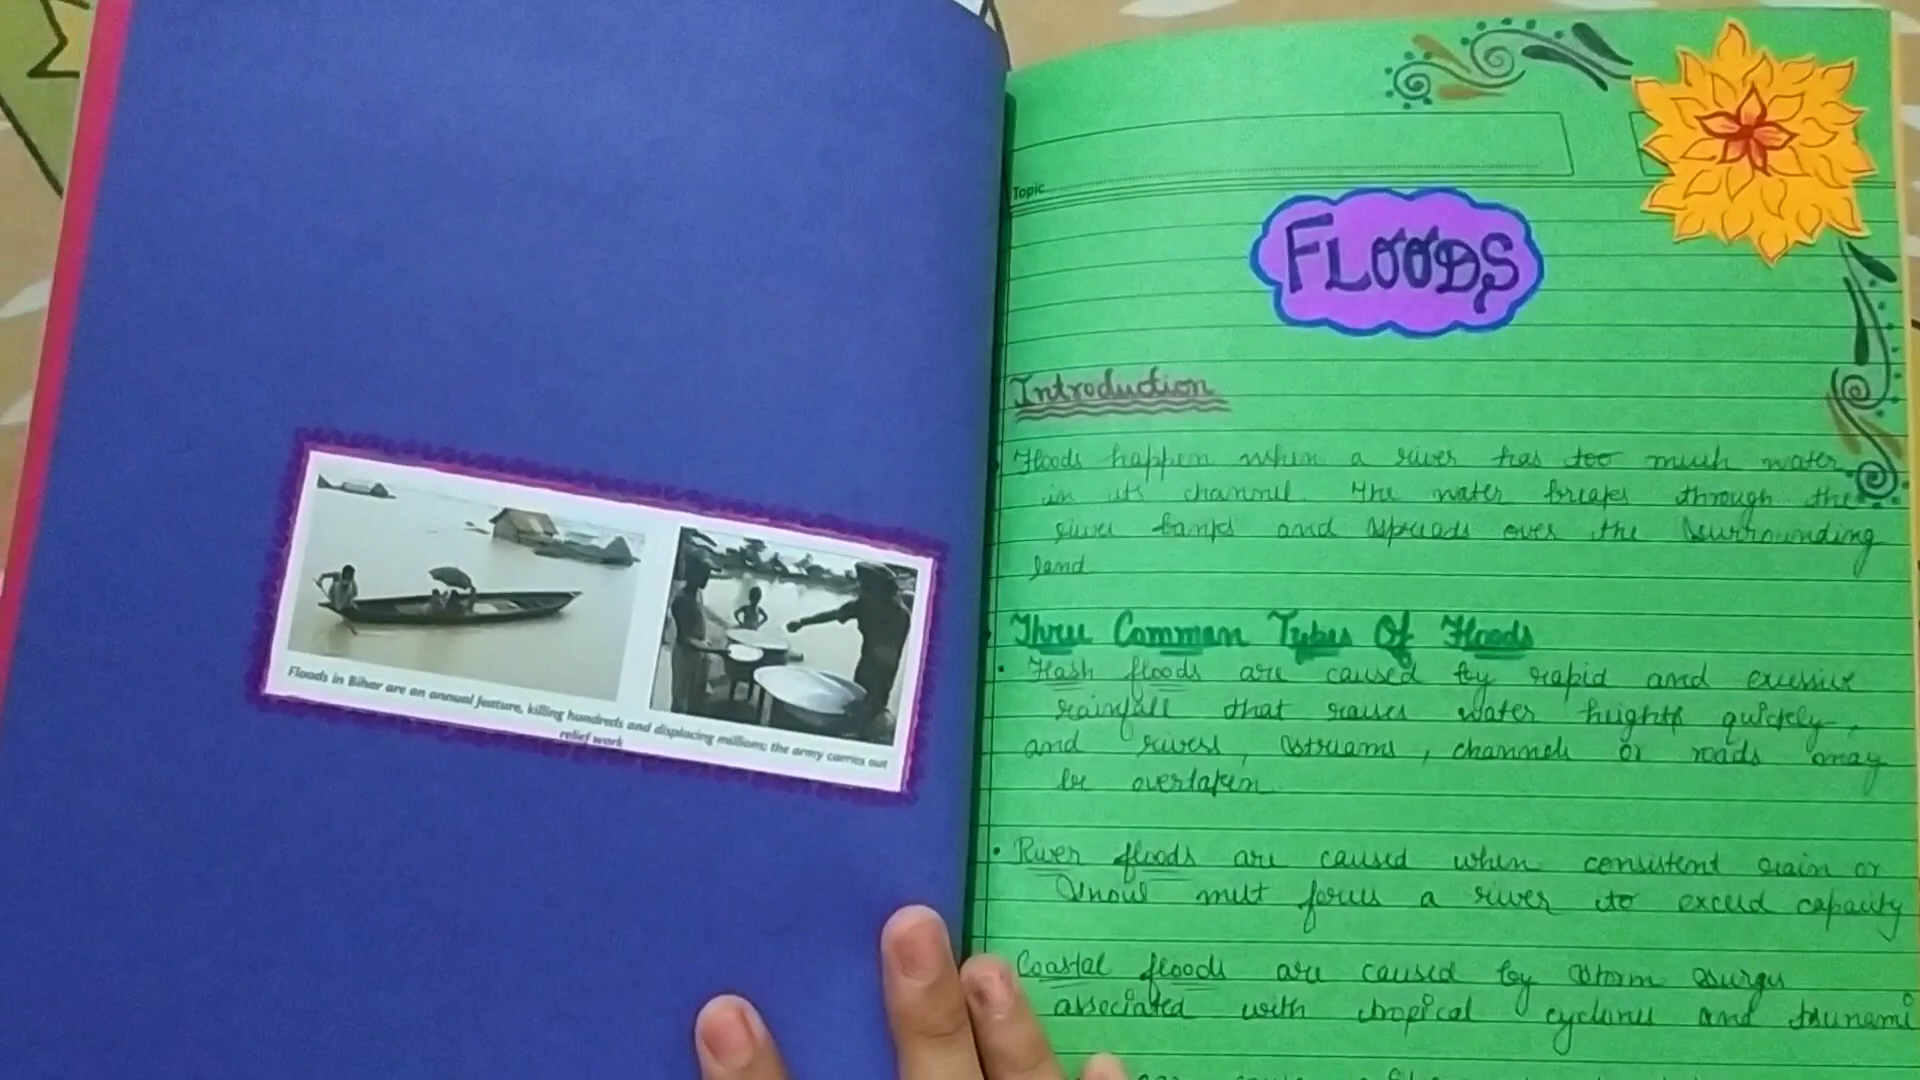 Floods in Bihar are an annual feature, killing hundreds and displacing millions; the army carries out
relief work
Topic
FLOODS
Introduction
Floods happen when a river has too much water
in its channel. The water breaks through the
river banks and spreads over the surrounding
land
Three Common Types Of Floods
• Flash floods are caused by rapid and excessive
rainfall that raises water heights quickly,
and rivers, streams, channels or roads may
be overtaken
• River floods are caused when consistent rain or
snow melt forces a river to exceed capacity
Coastal floods are caused by storm surges
associated with tropical cyclones and tsunami